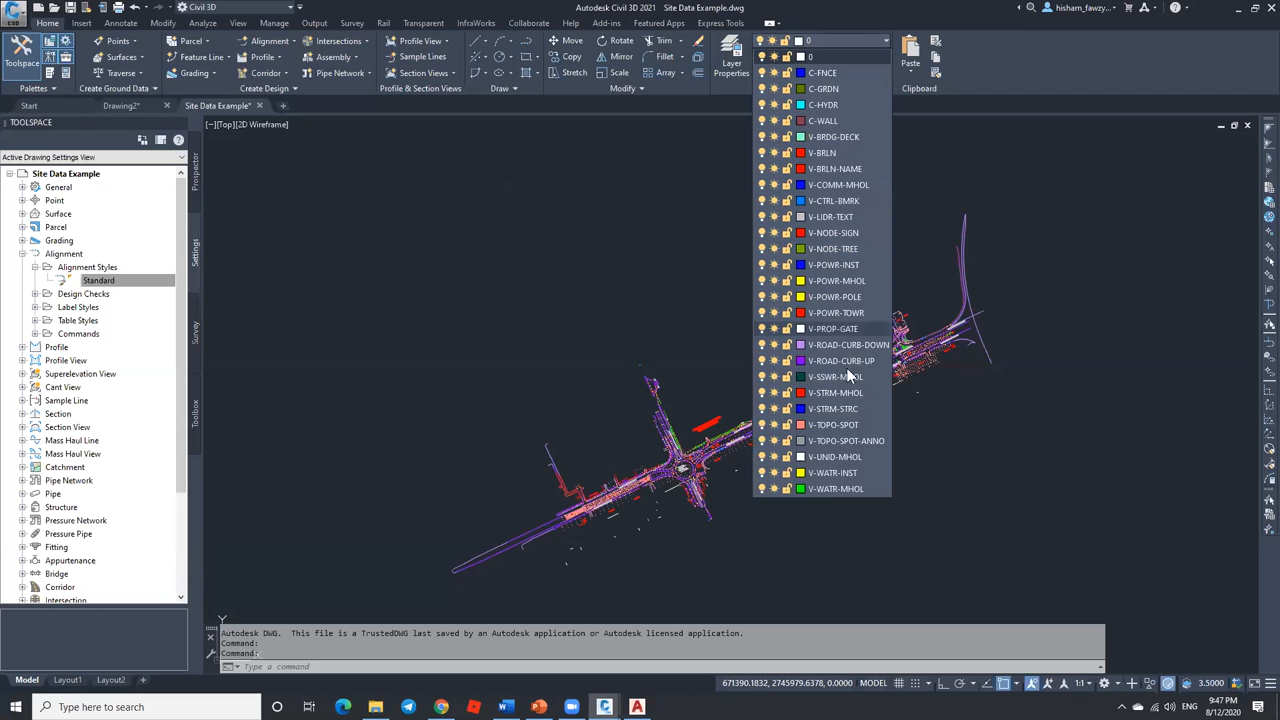 C3D
Civil 3D
Autodesk Civil 3D 2021 Site Data Example.dwg
hisham_fawzy...
Home Insert Annotate Modify Analyze View Manage Output Survey Rail Transparent InfraWorks Collaborate Help Add-ins Featured Apps Express Tools
Toolspace
Palettes
Points
Surfaces
Traverse
Create Ground Data
Parcel
Feature Line
Grading
Alignment
Profile
Corridor
Intersections
Assembly
Pipe Network
Create Design
Profile View
Sample Lines
Section Views
Profile & Section Views
Draw
Move
Copy
Stretch
Rotate
Mirror
Scale
Trim
Fillet
Array
Modify
Layer
Properties
Paste
Clipboard
0
0
C-FNCE
C-GRDN
C-HYDR
C-WALL
V-BRDG-DECK
V-BRLN
V-BRLN-NAME
V-COMM-MHOL
V-CTRL-BMRK
V-LIDR-TEXT
V-NODE-SIGN
V-NODE-TREE
V-POWR-INST
V-POWR-MHOL
V-POWR-POLE
V-POWR-TOWR
V-PROP-GATE
V-ROAD-CURB-DOWN
V-ROAD-CURB-UP
V-SSWR-MHOL
V-STRM-MHOL
V-STRM-STRC
V-TOPO-SPOT
V-TOPO-SPOT-ANNO
V-UNID-MHOL
V-WATR-INST
V-WATR-MHOL
Start Drawing2* Site Data Example*
TOOLSPACE
Active Drawing Settings View
Site Data Example
General
Point
Surface
Parcel
Grading
Alignment
Alignment Styles
Standard
Design Checks
Label Styles
Table Styles
Commands
Profile
Profile View
Superelevation View
Cant View
Sample Line
Section
Section View
Mass Haul Line
Mass Haul View
Catchment
Pipe Network
Pipe
Structure
Pressure Network
Pressure Pipe
Fitting
Appurtenance
Bridge
Corridor
Intersection
Prospector
Settings
Survey
Toolbox
[−][Top][2D Wireframe]
Y
Autodesk DWG. This file is a TrustedDWG last saved by an Autodesk application or Autodesk licensed application.
Command:
Command:
Type a command
Model Layout1 Layout2
671390.1832, 2745979.6378, 0.0000 MODEL
1:1
3.5000
Type here to search
9:47 PM
8/12/2020